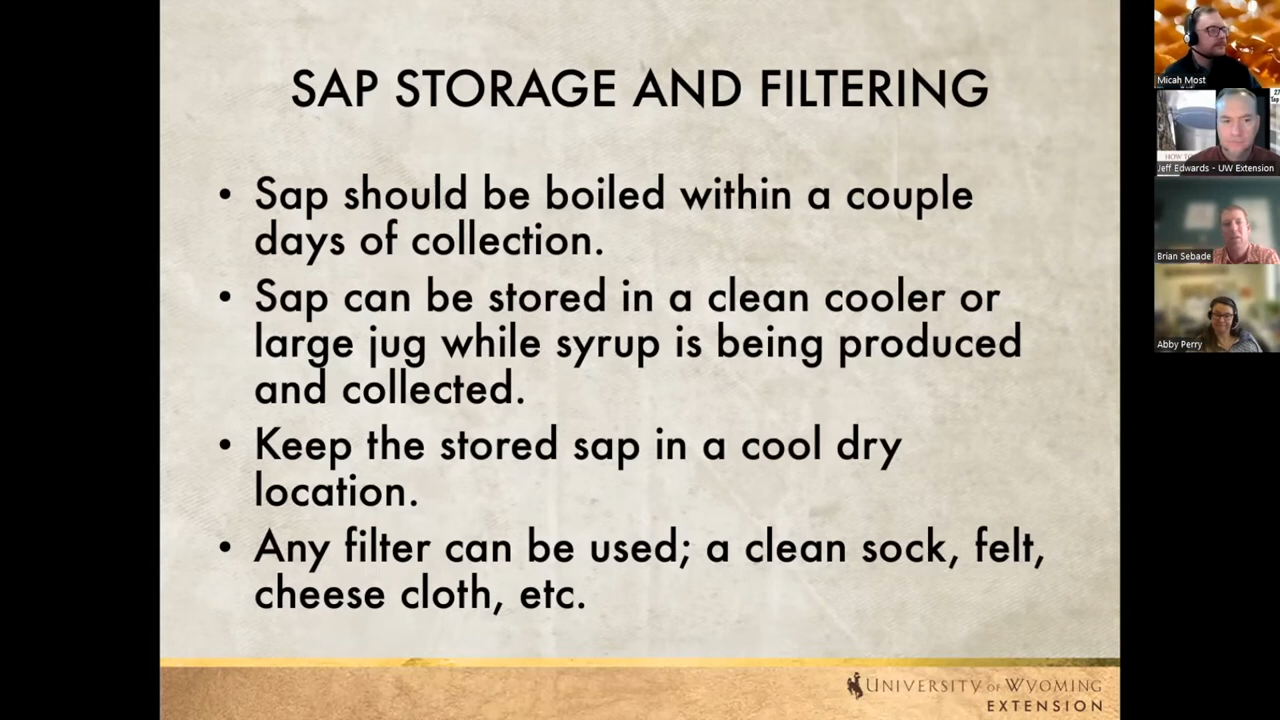 SAP STORAGE AND FILTERING
• Sap should be boiled within a couple
days of collection.
• Sap can be stored in a clean cooler or
large jug while syrup is being produced
and collected.
• Keep the stored sap in a cool dry
location.
• Any filter can be used; a clean sock, felt,
cheese cloth, etc.
UNIVERSITY OF WYOMING
EXTENSION
Micah Most
Jeff Edwards - UW Extension
Brian Sebade
Abby Perry